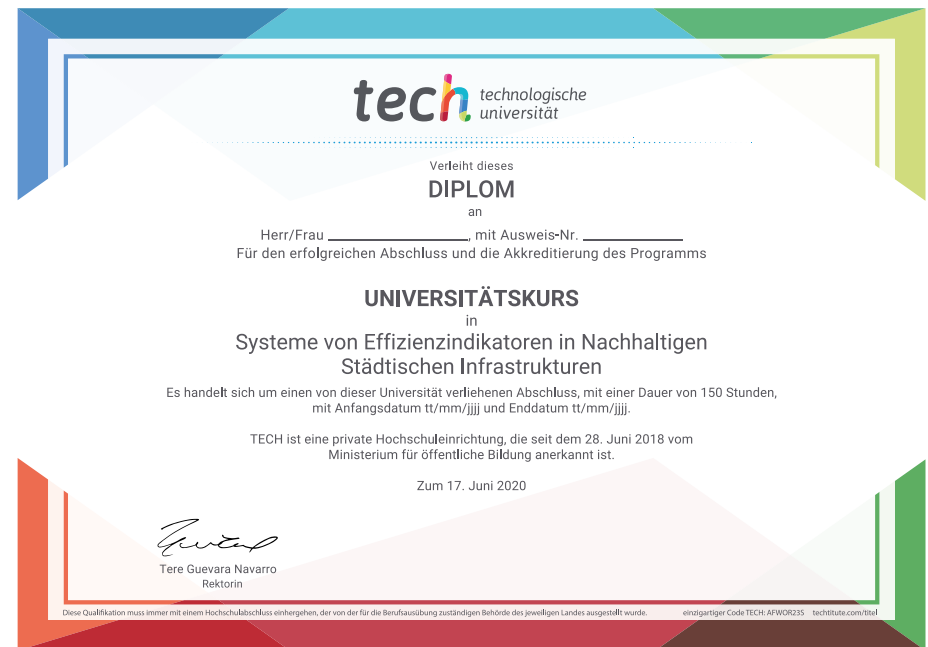 tech technologische
universität
Verleiht dieses
DIPLOM
an
Herr/Frau ____________________, mit Ausweis-Nr. ______________
Für den erfolgreichen Abschluss und die Akkreditierung des Programms
UNIVERSITÄTSKURS
in
Systeme von Effizienzindikatoren in Nachhaltigen
Städtischen Infrastrukturen
Es handelt sich um einen von dieser Universität verliehenen Abschluss, mit einer Dauer von 150 Stunden,
mit Anfangsdatum tt/mm/jjjj und Enddatum tt/mm/jjjj.
TECH ist eine private Hochschuleinrichtung, die seit dem 28. Juni 2018 vom
Ministerium für öffentliche Bildung anerkannt ist.
Zum 17. Juni 2020
Tere Guevara Navarro
Rektorin
Diese Qualifikation muss immer mit einem Hochschulabschluss einhergehen, der von der für die Berufsausübung zuständigen Behörde des jeweiligen Landes ausgestellt wurde. einzigartiger Code TECH: AFWOR23S techtitute.com/titel